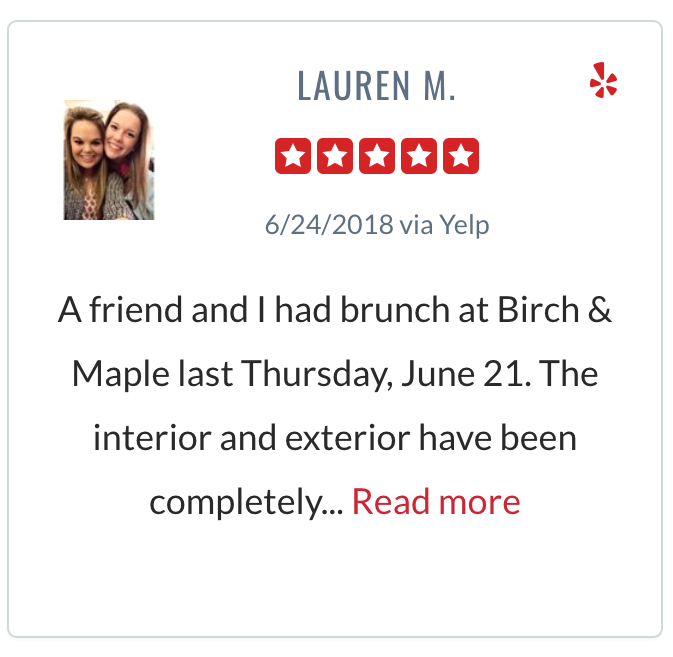 LAUREN M.
6/24/2018 via Yelp
A friend and I had brunch at Birch &
Maple last Thursday, June 21. The
interior and exterior have been
completely... Read more